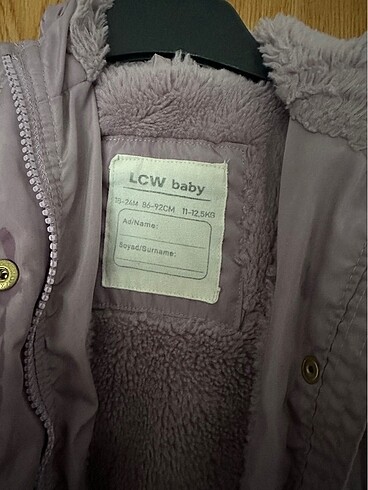 LCW baby
18-24M 86-92CM 11-12,5KG
Ad/Name:
Soyad/Surname: